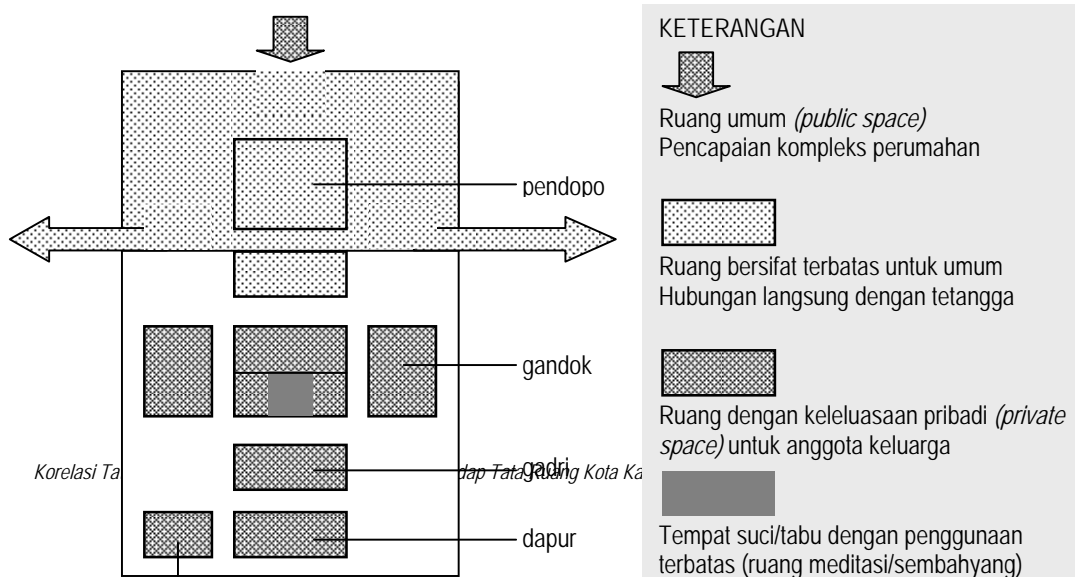 pendopo
gandok
gadri
Korelasi Ta dap Tata Ruang Kota Ka
dapur
KETERANGAN
Ruang umum (public space)
Pencapaian kompleks perumahan
Ruang bersifat terbatas untuk umum
Hubungan langsung dengan tetangga
Ruang dengan keleluasaan pribadi (private
space) untuk anggota keluarga
Tempat suci/tabu dengan penggunaan
terbatas (ruang meditasi/sembahyang)